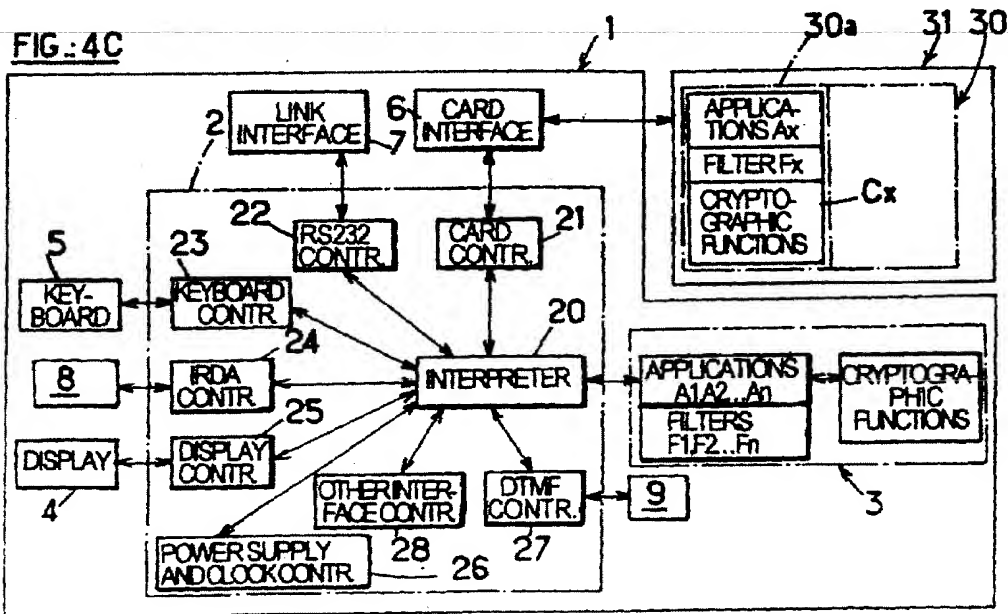 FIG.:4C
1
30a
31
30
LINK
INTERFACE
7
6
CARD
INTERFACE
APPLICA-
TIONS Ax
FILTER Fx
CRYPTO-
GRAPHIC
FUNCTIONS
Cx
2
22
RS232
CONTR.
CARD
CONTR.
21
5
KEY-
BOARD
23
KEYBOARD
CONTR.
20
INTERPRETER
8
24
IRDA
CONTR.
APPLICATIONS
A1,A2...An
FILTERS
F1,F2...Fn
CRYPTOGRA-
PHIC
FUNCTIONS
3
DISPLAY
4
25
DISPLAY
CONTR.
OTHER INTER-
FACE CONTR.
28
DTMF
CONTR.
27
9
POWER SUPPLY
AND CLOCK CONTR.
26